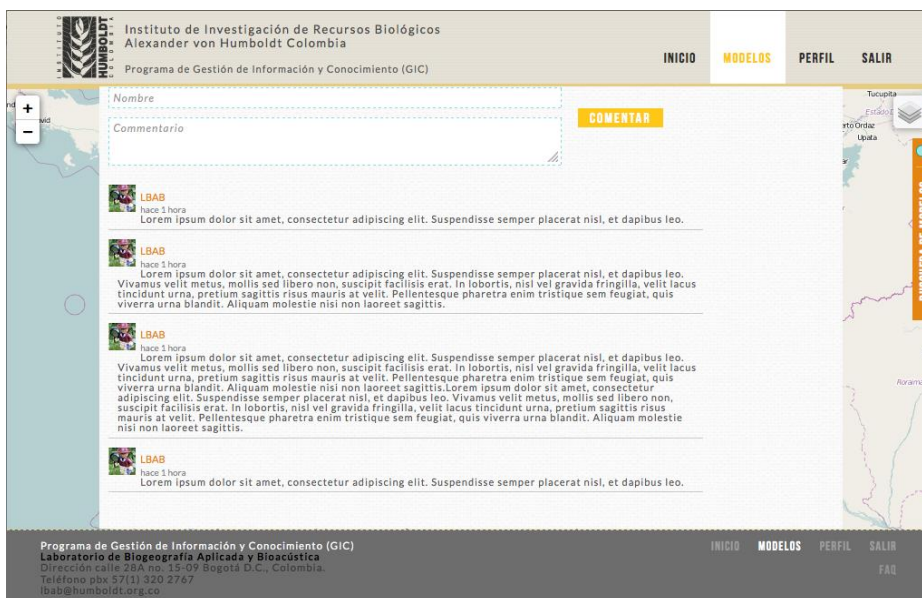 INSTITUTO
HUMBOLDT
COLOMBIA
Instituto de Investigación de Recursos Biológicos
Alexander von Humboldt Colombia
Programa de Gestión de Información y Conocimiento (GIC)
INICIO MODELOS PERFIL SALIR
+
−
Nombre
COMENTAR
Commentario
Tucupita
Upata
LBAB
hace 1 hora
Lorem ipsum dolor sit amet, consectetur adipiscing elit. Suspendisse semper placerat nisl, et dapibus leo.
LBAB
hace 1 hora
Lorem ipsum dolor sit amet, consectetur adipiscing elit. Suspendisse semper placerat nisl, et dapibus leo.
Vivamus velit metus, mollis sed libero non, suscipit facilisis erat. In lobortis, nisl vel gravida fringilla, velit lacus
tincidunt urna, pretium sagittis risus mauris at velit. Pellentesque pharetra enim tristique sem feugiat, quis
viverra urna blandit. Aliquam molestie nisi non laoreet sagittis.
LBAB
hace 1 hora
Lorem ipsum dolor sit amet, consectetur adipiscing elit. Suspendisse semper placerat nisl, et dapibus leo.
Vivamus velit metus, mollis sed libero non, suscipit facilisis erat. In lobortis, nisl vel gravida fringilla, velit lacus
tincidunt urna, pretium sagittis risus mauris at velit. Pellentesque pharetra enim tristique sem feugiat, quis
viverra urna blandit. Aliquam molestie nisi non laoreet sagittis.Lorem ipsum dolor sit amet, consectetur
adipiscing elit. Suspendisse semper placerat nisl, et dapibus leo. Vivamus velit metus, mollis sed libero non,
suscipit facilisis erat. In lobortis, nisl vel gravida fringilla, velit lacus tincidunt urna, pretium sagittis risus
mauris at velit. Pellentesque pharetra enim tristique sem feugiat, quis viverra urna blandit. Aliquam molestie
nisi non laoreet sagittis.
LBAB
hace 1 hora
Lorem ipsum dolor sit amet, consectetur adipiscing elit. Suspendisse semper placerat nisl, et dapibus leo.
Programa de Gestión de Información y Conocimiento (GIC)
Laboratorio de Biogeografía Aplicada y Bioacústica
Dirección calle 28A no. 15-09 Bogotá D.C., Colombia.
Teléfono pbx 57(1) 320 2767
lbab@humboldt.org.co
INICIO MODELOS PERFIL SALIR
FAQ